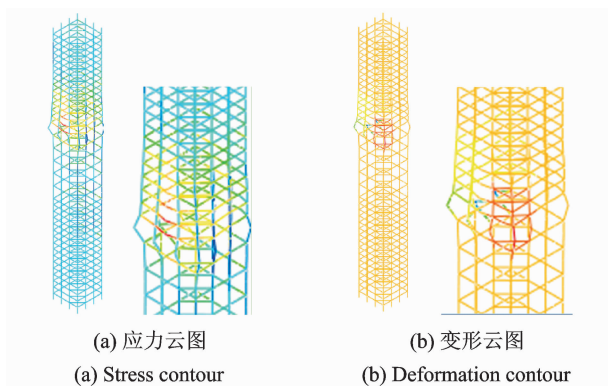 (a) 应力云图
(b) 变形云图
(a) Stress contour
(b) Deformation contour